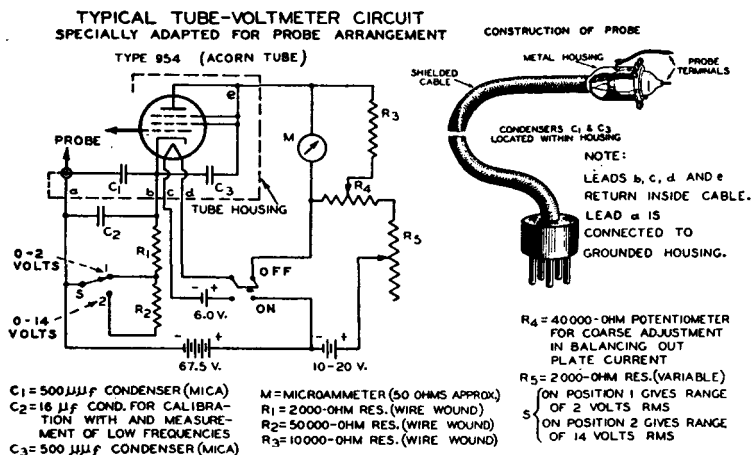 TYPICAL TUBE-VOLTMETER CIRCUIT
SPECIALLY ADAPTED FOR PROBE ARRANGEMENT
TYPE 954 (ACORN TUBE)
CONSTRUCTION OF PROBE
METAL HOUSING
SHIELDED
CABLE
PROBE
TERMINALS
CONDENSERS C1 & C3
LOCATED WITHIN HOUSING
NOTE:
LEADS b, c, d AND e
RETURN INSIDE CABLE.
LEAD a IS
CONNECTED TO
GROUNDED HOUSING.
e
PROBE
M
R3
a
C1
b
c
d
C3
R4
TUBE HOUSING
C2
R1
R5
0-2
VOLTS
1
S
2
OFF
ON
0-14
VOLTS
R2
- +
6.0 V.
- +
67.5 V.
- +
10-20 V.
C1 = 500 µµf CONDENSER (MICA)
C2 = 16 µf COND. FOR CALIBRA-
TION WITH AND MEASURE-
MENT OF LOW FREQUENCIES
C3 = 500 µµf CONDENSER (MICA)
M = MICROAMMETER (50 OHMS APPROX.)
R1 = 2000-OHM RES. (WIRE WOUND)
R2 = 50000-OHM RES. (WIRE WOUND)
R3 = 10000-OHM RES. (WIRE WOUND)
R4 = 40000-OHM POTENTIOMETER
FOR COARSE ADJUSTMENT
IN BALANCING OUT
PLATE CURRENT
R5 = 2000-OHM RES. (VARIABLE)
S { ON POSITION 1 GIVES RANGE
OF 2 VOLTS RMS
ON POSITION 2 GIVES RANGE
OF 14 VOLTS RMS